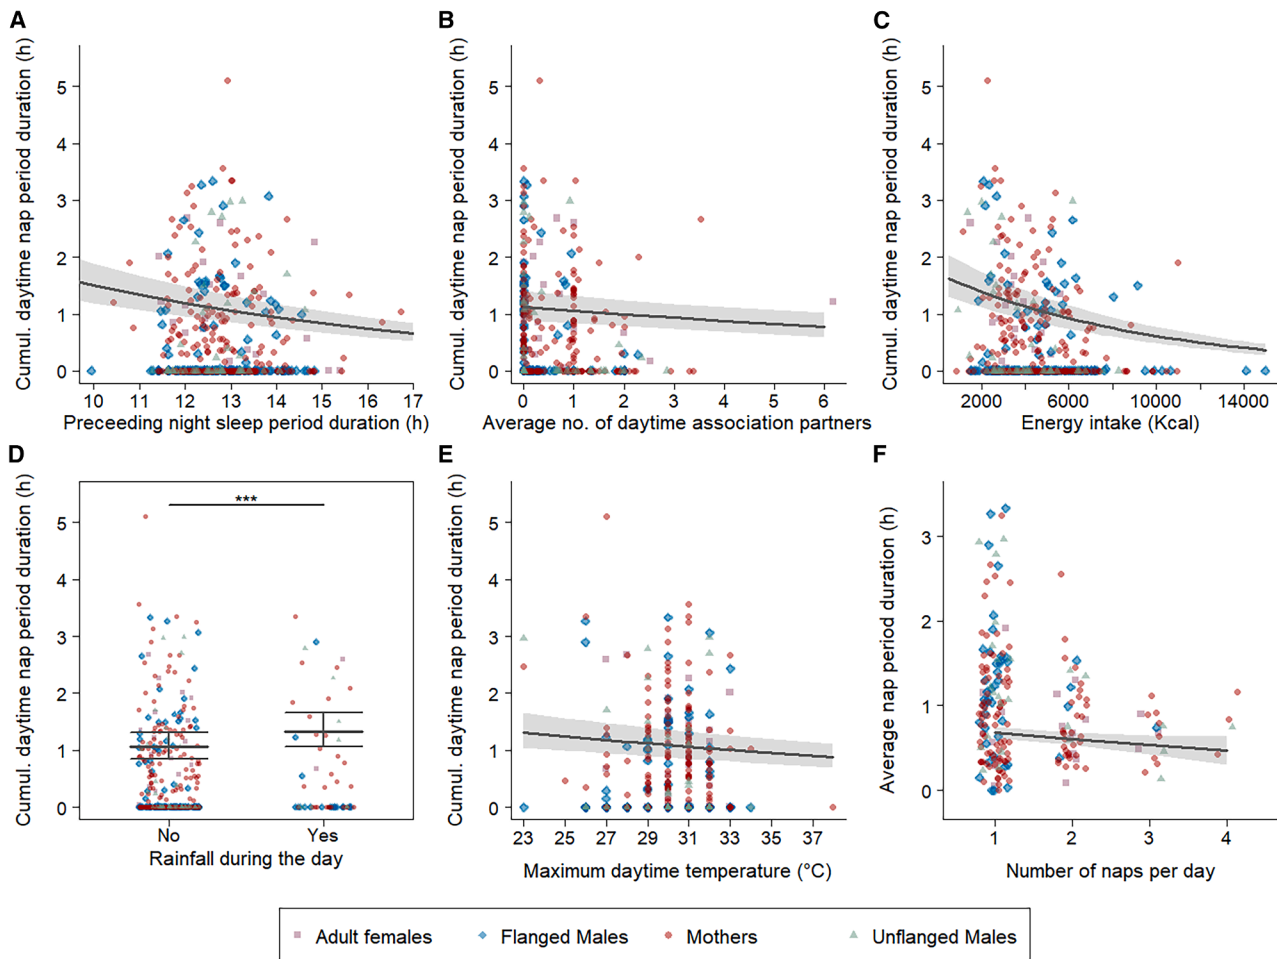 A
Cumul. daytime nap period duration (h)
5
4
3
2
1
0
10 11 12 13 14 15 16 17
Preceeding night sleep period duration (h)
B
Cumul. daytime nap period duration (h)
5
4
3
2
1
0
0 1 2 3 4 5 6
Average no. of daytime association partners
C
Cumul. daytime nap period duration (h)
5
4
3
2
1
0
2000 6000 10000 14000
Energy intake (Kcal)
D
Cumul. daytime nap period duration (h)
5
4
3
2
1
0
***
No Yes
Rainfall during the day
E
Cumul. daytime nap period duration (h)
5
4
3
2
1
0
23 25 27 29 31 33 35 37
Maximum daytime temperature (°C)
F
Average nap period duration (h)
3
2
1
0
1 2 3 4
Number of naps per day
Adult females Flanged Males Mothers Unflanged Males